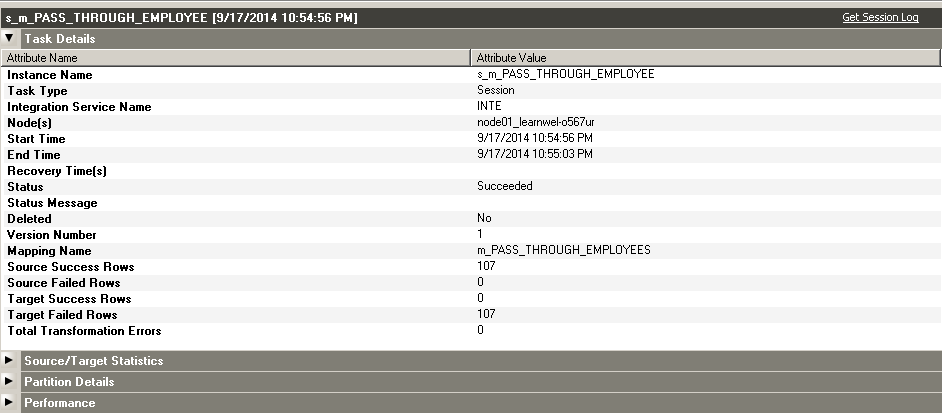 s_m_PASS_THROUGH_EMPLOYEE [9/17/2014 10:54:56 PM] Get Session Log
Task Details
Attribute Name Attribute Value
Instance Name s_m_PASS_THROUGH_EMPLOYEE
Task Type Session
Integration Service Name INTE
Node(s) node01_learnwel-o567ur
Start Time 9/17/2014 10:54:56 PM
End Time 9/17/2014 10:55:03 PM
Recovery Time(s)
Status Succeeded
Status Message
Deleted No
Version Number 1
Mapping Name m_PASS_THROUGH_EMPLOYEES
Source Success Rows 107
Source Failed Rows 0
Target Success Rows 0
Target Failed Rows 107
Total Transformation Errors 0
Source/Target Statistics
Partition Details
Performance